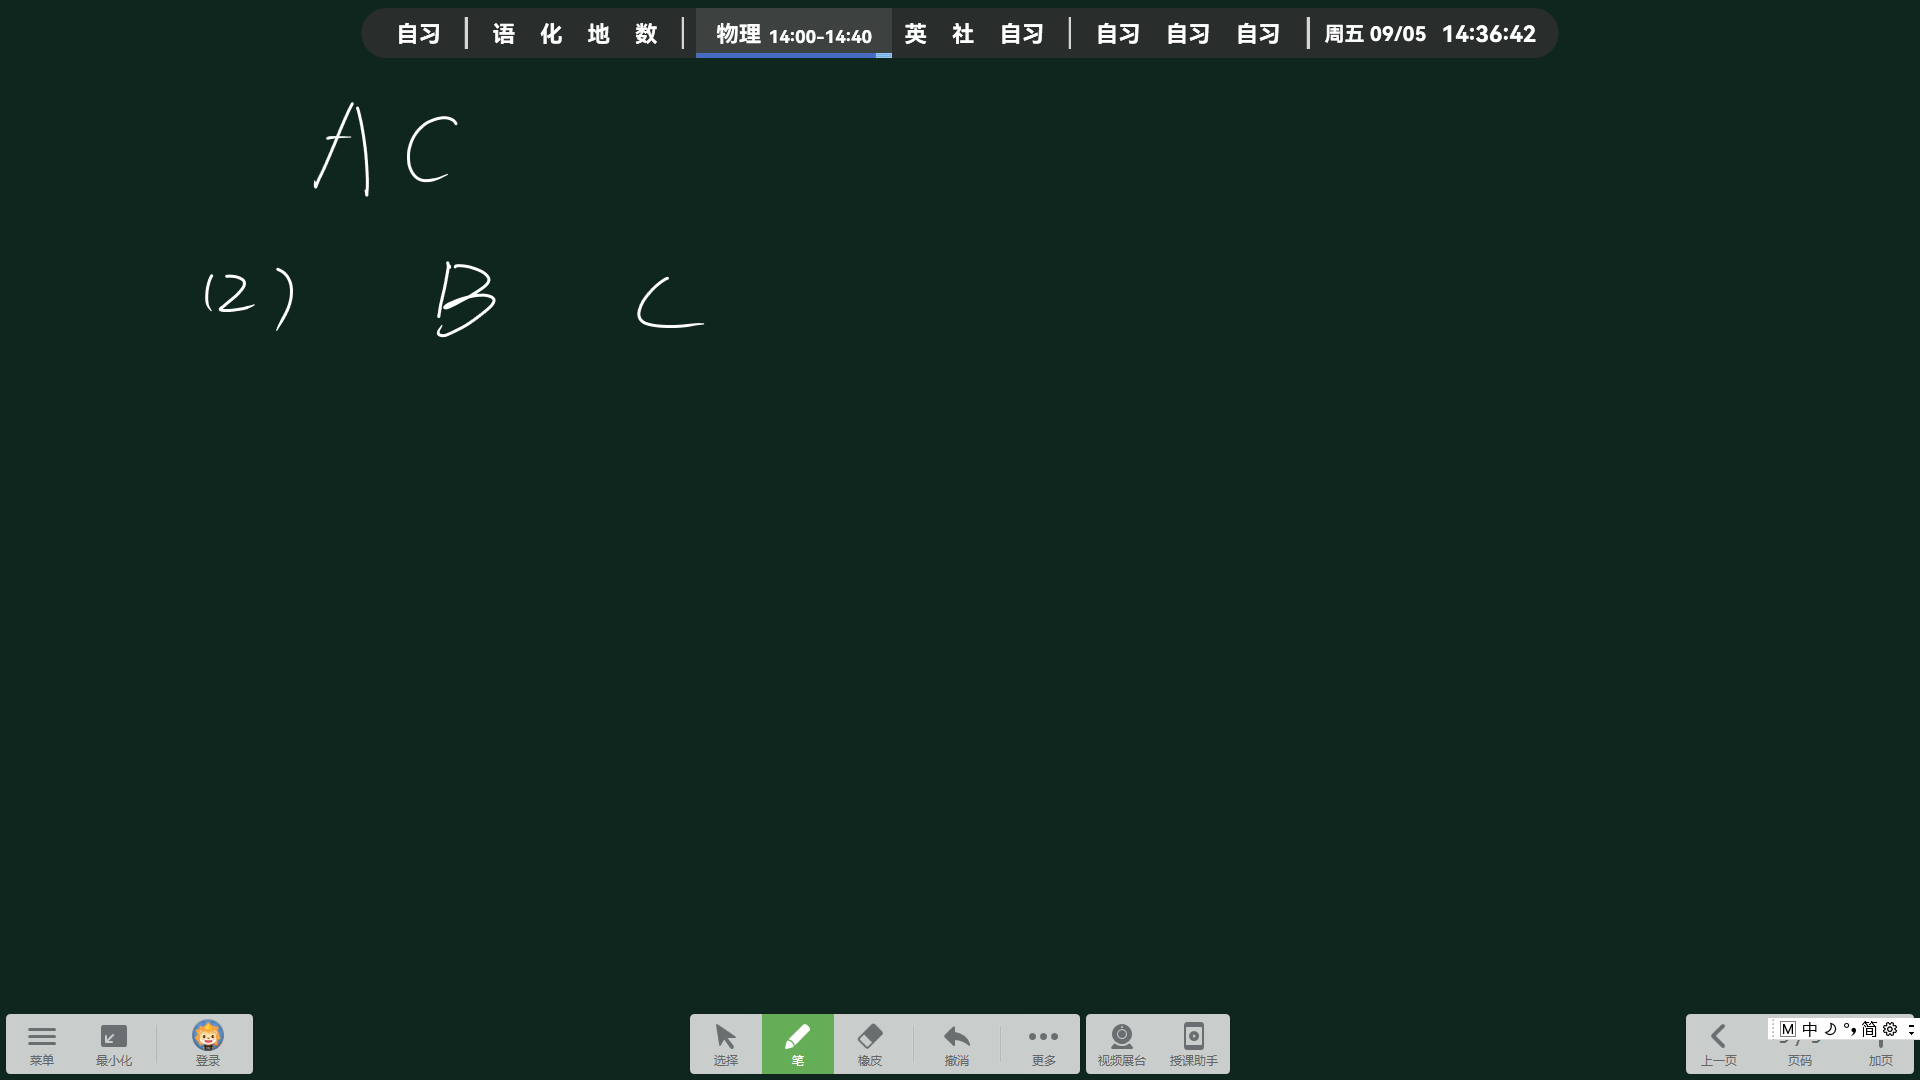 自习 | 语 化 地 数 | 物理 14:00-14:40 英 社 自习 | 自习 自习 自习 | 周五 09/05 14:36:42
A C
(2) B C
菜单 最小化 登录 选择 笔 橡皮 撤消 更多 视频展台 授课助手 上一页 页码 加页
M 中 简